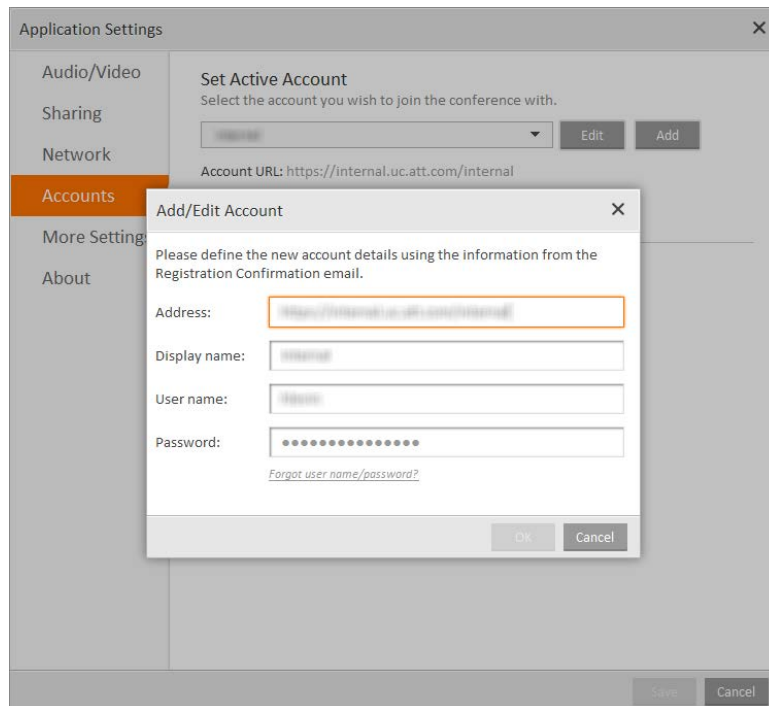 Application Settings
Audio/Video
Sharing
Network
Accounts
More Setting
About
Set Active Account
Select the account you wish to join the conference with.
Edit
Add
Account URL: https://internal.uc.att.com/internal
Add/Edit Account
Please define the new account details using the information from the
Registration Confirmation email.
Address:
Display name:
User name:
Password:
Forgot user name/password?
OK
Cancel
Save
Cancel